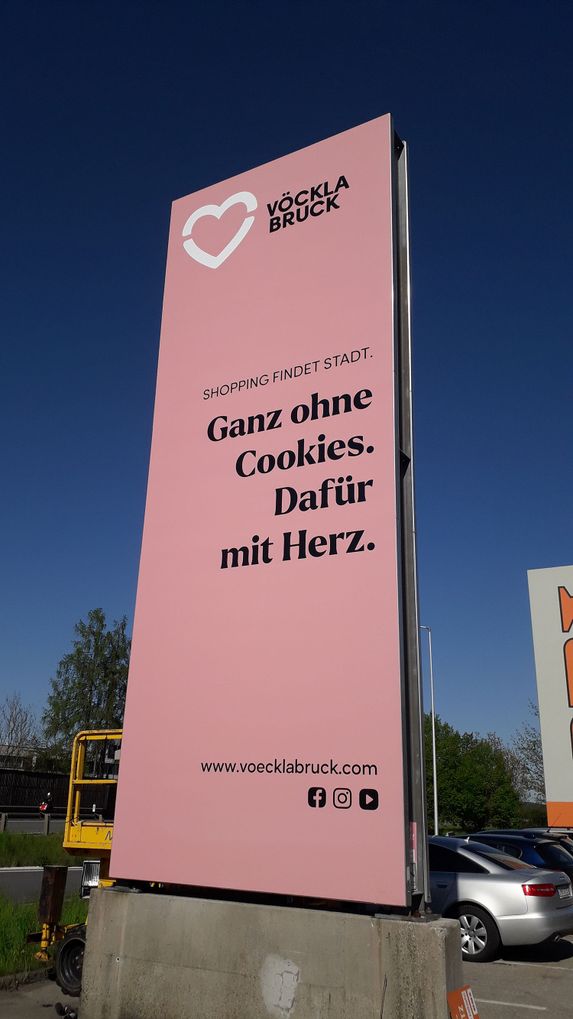 VÖCKLA
BRUCK
SHOPPING FINDET STADT.
Ganz ohne
Cookies.
Dafür
mit Herz.
www.voecklabruck.com